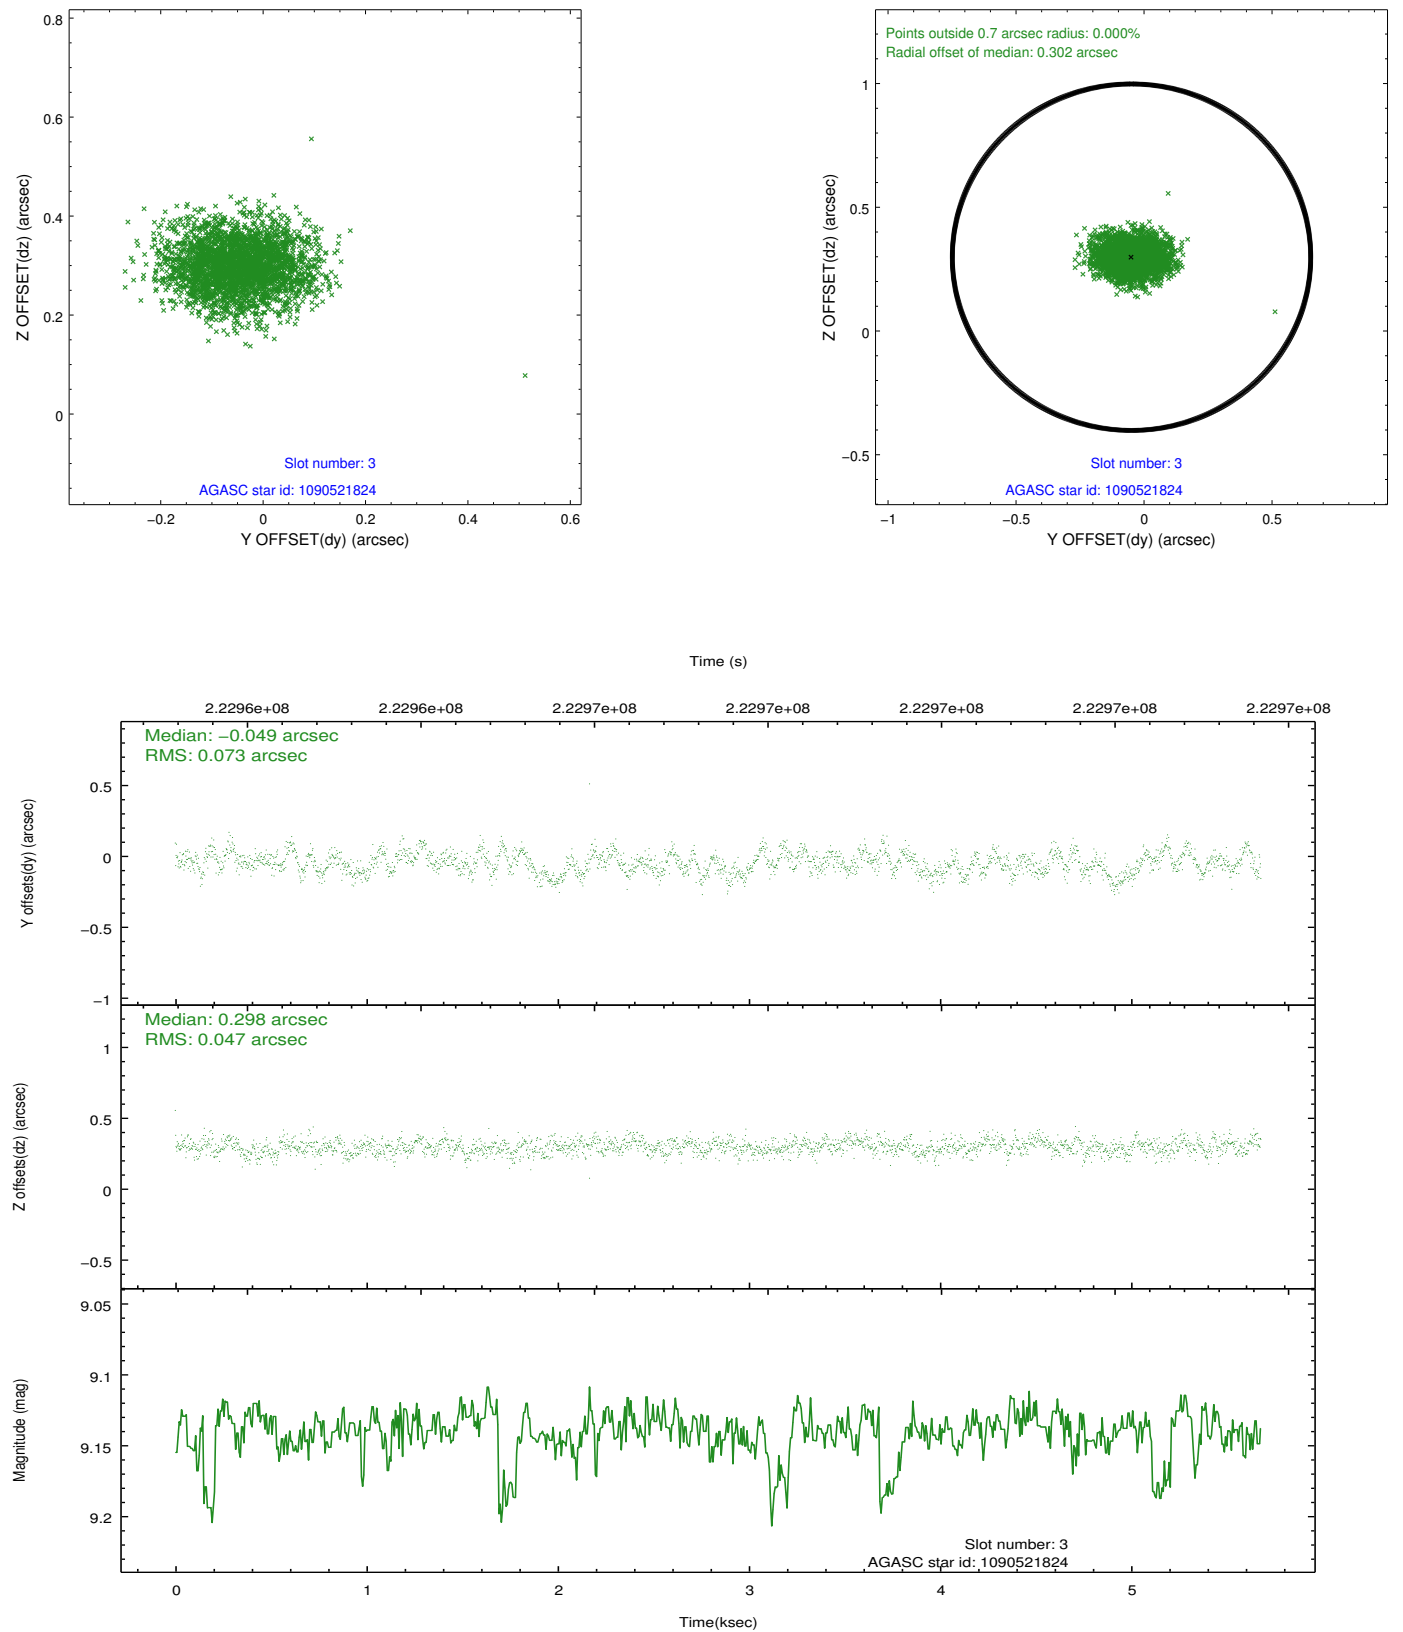 0.8
0.6
0.4
0.2
0
Z OFFSET(dz) (arcsec)
Slot number: 3
AGASC star id: 1090521824
−0.2 0 0.2 0.4 0.6
Y OFFSET(dy) (arcsec)
Points outside 0.7 arcsec radius: 0.000%
Radial offset of median: 0.302 arcsec
1
0.5
0
−0.5
Z OFFSET(dz) (arcsec)
Slot number: 3
AGASC star id: 1090521824
−1 −0.5 0 0.5
Y OFFSET(dy) (arcsec)
Time (s)
2.2296e+08 2.2296e+08 2.2297e+08 2.2297e+08 2.2297e+08 2.2297e+08 2.2297e+08
Median: −0.049 arcsec
RMS: 0.073 arcsec
0.5
0
−0.5
−1
Y offsets(dy) (arcsec)
Median: 0.298 arcsec
RMS: 0.047 arcsec
1
0.5
0
−0.5
Z offsets(dz) (arcsec)
9.05
9.1
9.15
9.2
Magnitude (mag)
Slot number: 3
AGASC star id: 1090521824
0 1 2 3 4 5
Time(ksec)